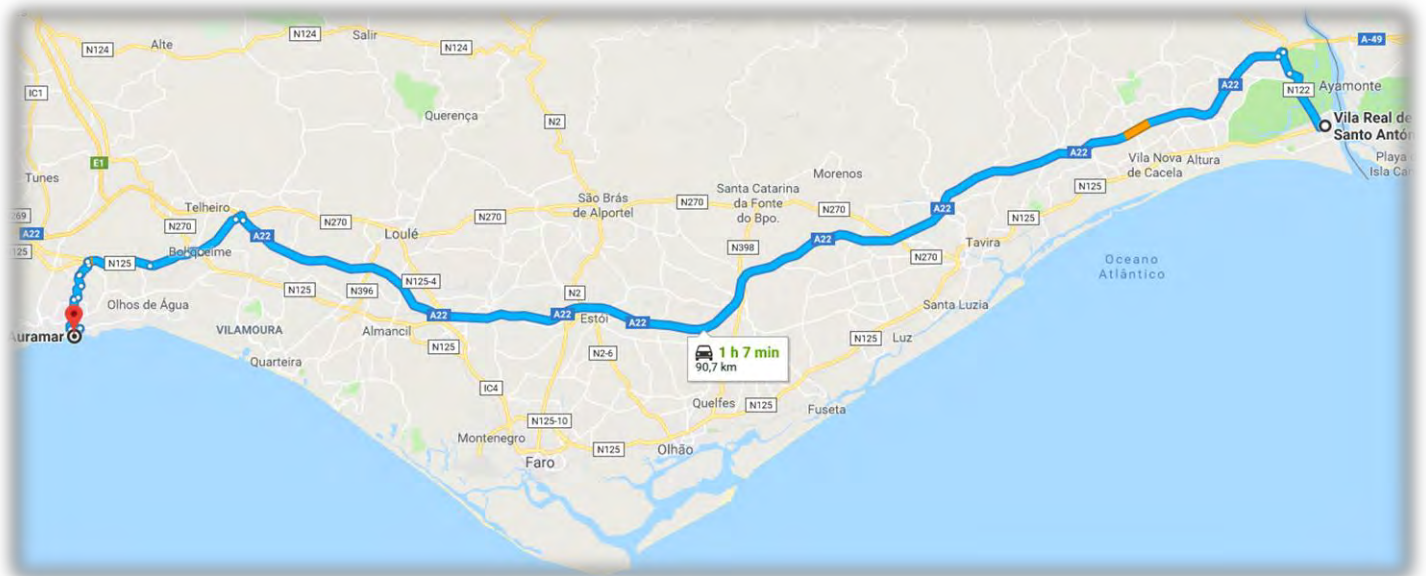 N124
Alte
N124
Salir
N124
A-49
IC1
Querença
N2
A22
N122
Ayamonte
Vila Real de
Santo Antón
E1
A22
Tunes
Vila Nova
de Cacela
Altura
Playa
Isla Can
Morenos
N125
Santa Catarina
da Fonte
do Bpo.
São Brás
de Alportel
N270
N270
A22
Telheiro
N270
N270
N125
269
N270
A22
Loulé
A22
A22
N398
Tavira
125
N125
Boliqueime
N270
Oceano
Atlântico
N125-4
N125
N396
N2
Olhos de Água
Santa Luzia
A22
A22
Estói
A22
VILAMOURA
Almancil
Auramar
N125
N125
Luz
1 h 7 min
90,7 km
N2-6
Quarteira
IC4
Quelfes
N125
Fuseta
N125-10
Montenegro
N125
Olhão
Faro